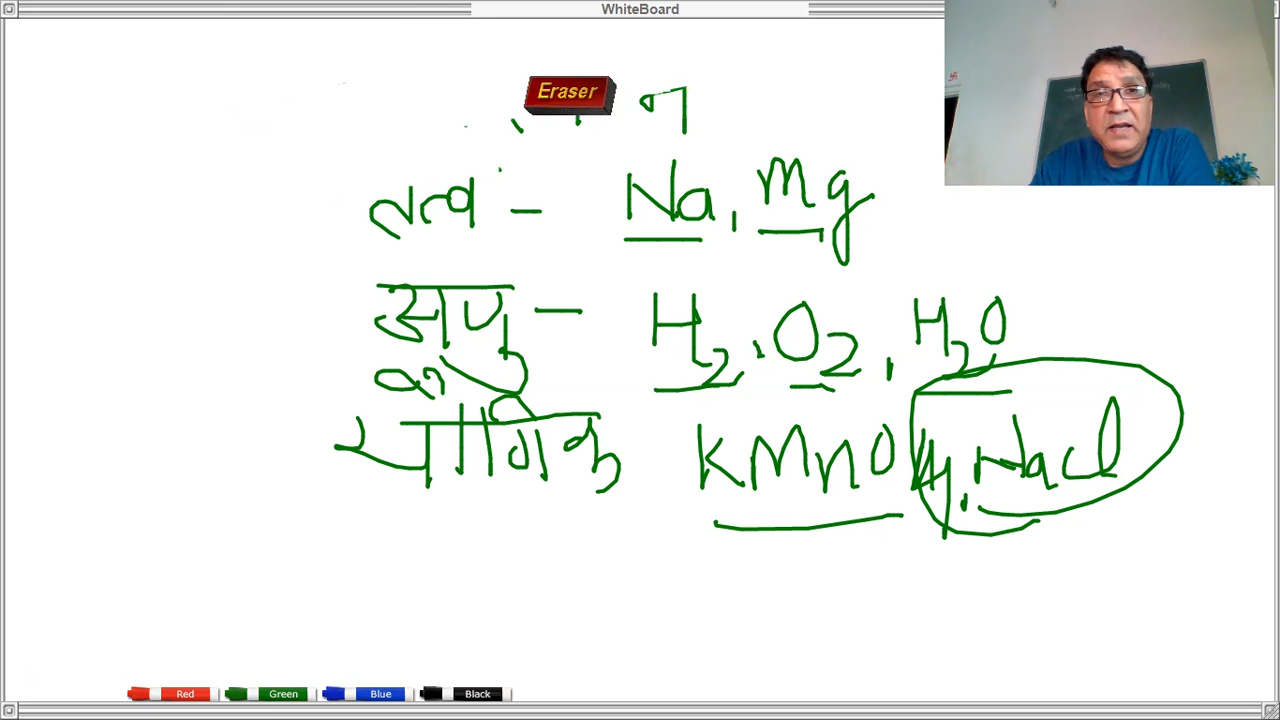 WhiteBoard
Eraser
न
तत्व - Na, Mg
अणु - H2, O2, H2O
यौगिक KMnO4, NaCl
Red Green Blue Black